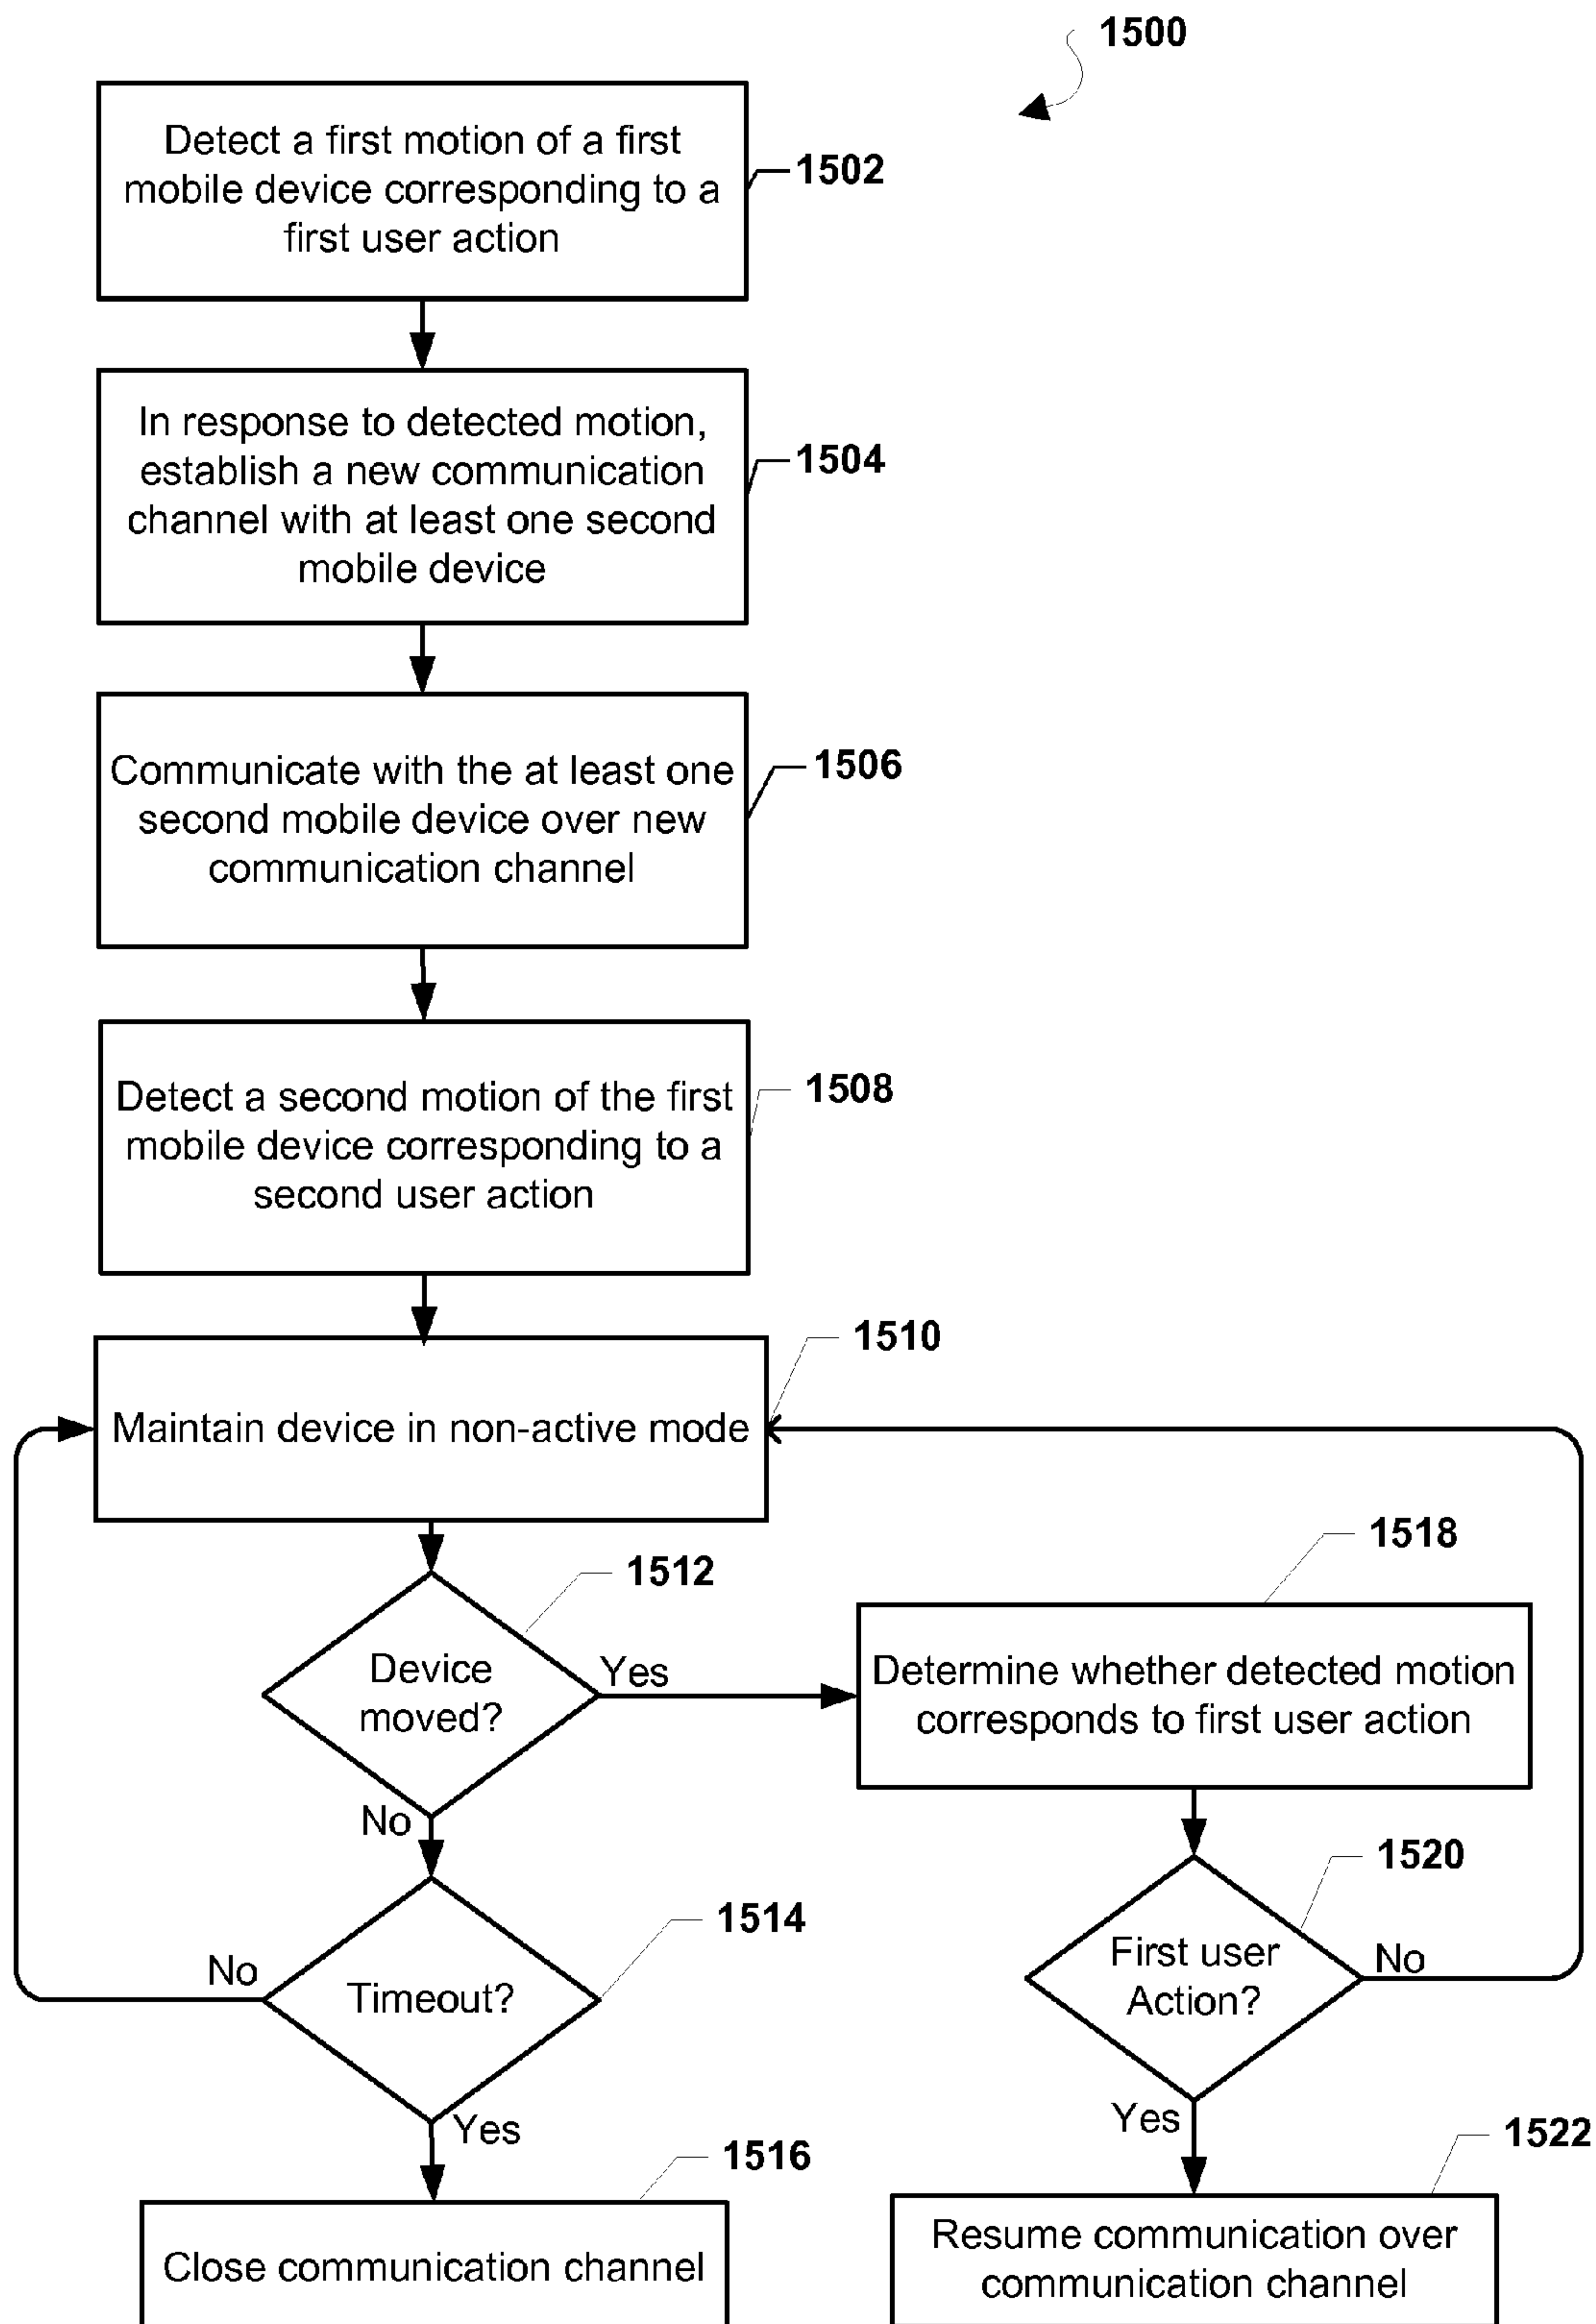 1500
Detect a first motion of a first
mobile device corresponding to a
first user action
1502
In response to detected motion,
establish a new communication
channel with at least one second
mobile device
1504
Communicate with the at least one
second mobile device over new
communication channel
1506
Detect a second motion of the first
mobile device corresponding to a
second user action
1508
Maintain device in non-active mode
1510
Device
moved?
1512
Yes
No
Determine whether detected motion
corresponds to first user action
1518
Timeout?
1514
No
Yes
First user
Action?
1520
No
Yes
Close communication channel
1516
Resume communication over
communication channel
1522